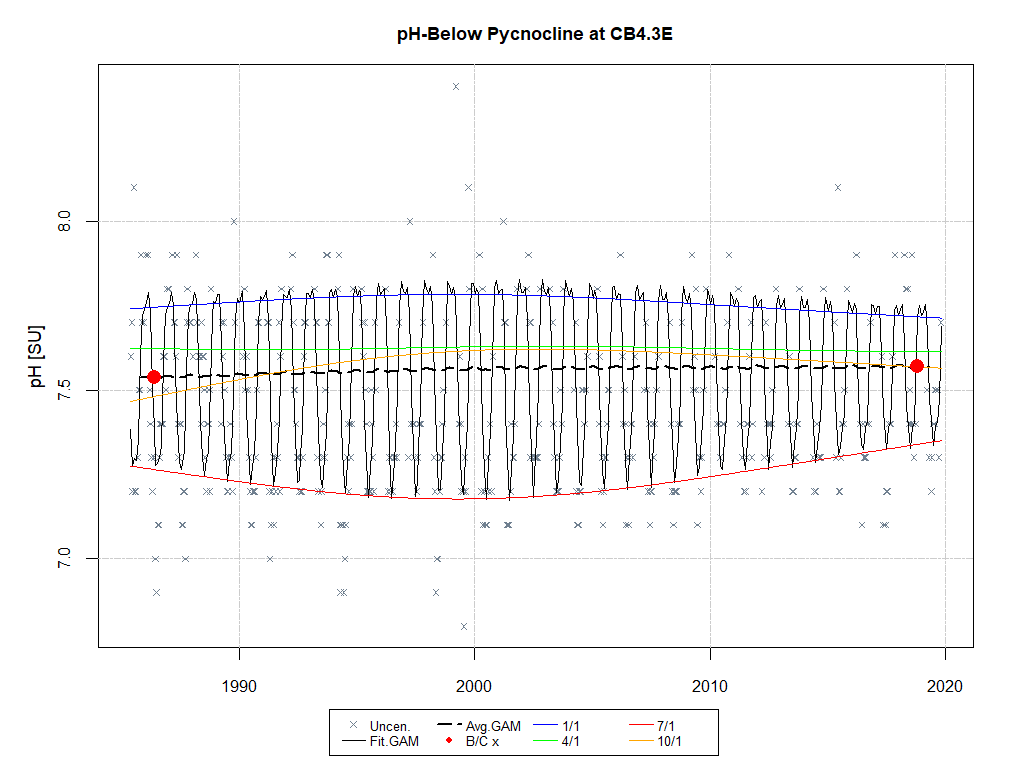 pH-Below Pycnocline at CB4.3E
pH [SU]
8.0
7.5
7.0
1990 2000 2010 2020
Uncen. Avg.GAM 1/1 7/1
Fit.GAM B/C x 4/1 10/1